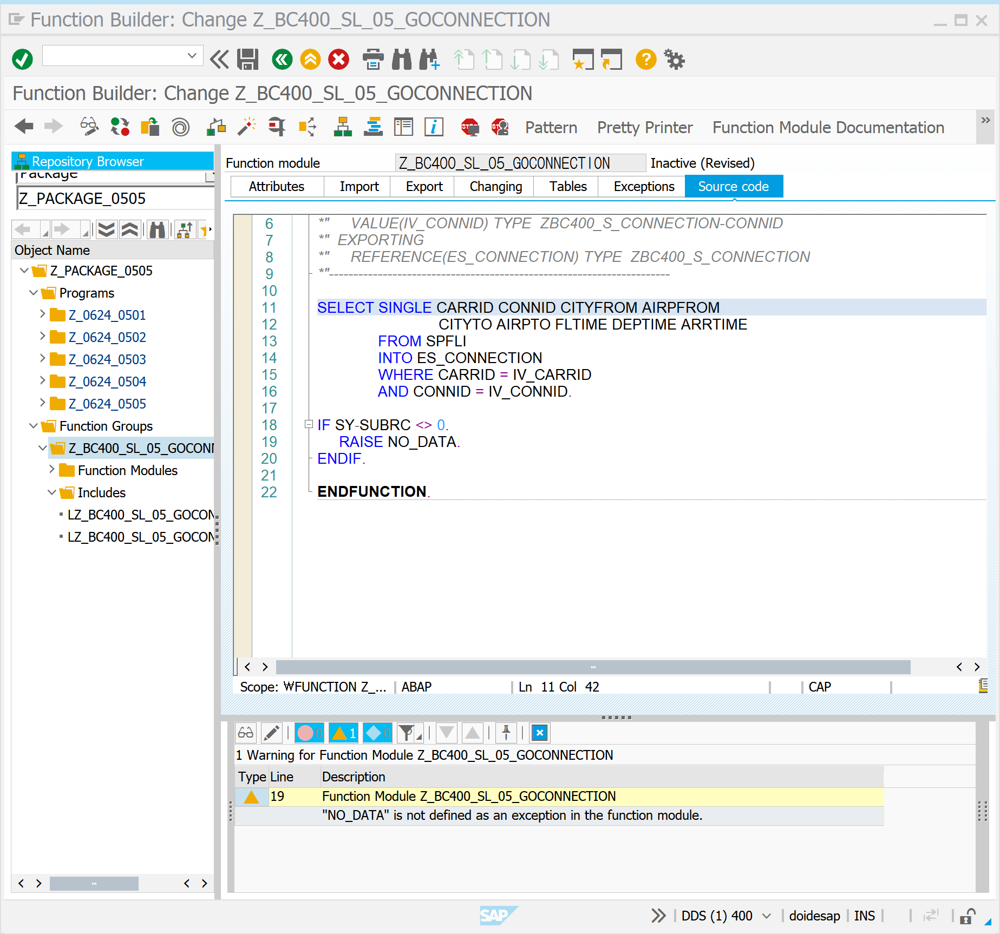 Function Builder: Change Z_BC400_SL_05_GOCONNECTION
Function Builder: Change Z_BC400_SL_05_GOCONNECTION
Pattern Pretty Printer Function Module Documentation
Repository Browser
Package
Z_PACKAGE_0505
Object Name
Z_PACKAGE_0505
Programs
Z_0624_0501
Z_0624_0502
Z_0624_0503
Z_0624_0504
Z_0624_0505
Function Groups
Z_BC400_SL_05_GOCONN
Function Modules
Includes
LZ_BC400_SL_05_GOCON
LZ_BC400_SL_05_GOCON
Function module Z_BC400_SL_05_GOCONNECTION Inactive (Revised)
Attributes Import Export Changing Tables Exceptions Source code
6 *" VALUE(IV_CONNID) TYPE ZBC400_S_CONNECTION-CONNID
7 *" EXPORTING
8 *" REFERENCE(ES_CONNECTION) TYPE ZBC400_S_CONNECTION
9 *"----------------------------------------------------------------------
10
11 SELECT SINGLE CARRID CONNID CITYFROM AIRPFROM
12 CITYTO AIRPTO FLTIME DEPTIME ARRTIME
13 FROM SPFLI
14 INTO ES_CONNECTION
15 WHERE CARRID = IV_CARRID
16 AND CONNID = IV_CONNID.
17
18 IF SY-SUBRC <> 0.
19 RAISE NO_DATA.
20 ENDIF.
21
22 ENDFUNCTION.
Scope: ₩FUNCTION Z_... ABAP Ln 11 Col 42 CAP
0 1 0
1 Warning for Function Module Z_BC400_SL_05_GOCONNECTION
Type Line Description
19 Function Module Z_BC400_SL_05_GOCONNECTION
"NO_DATA" is not defined as an exception in the function module.
SAP DDS (1) 400 doidesap INS